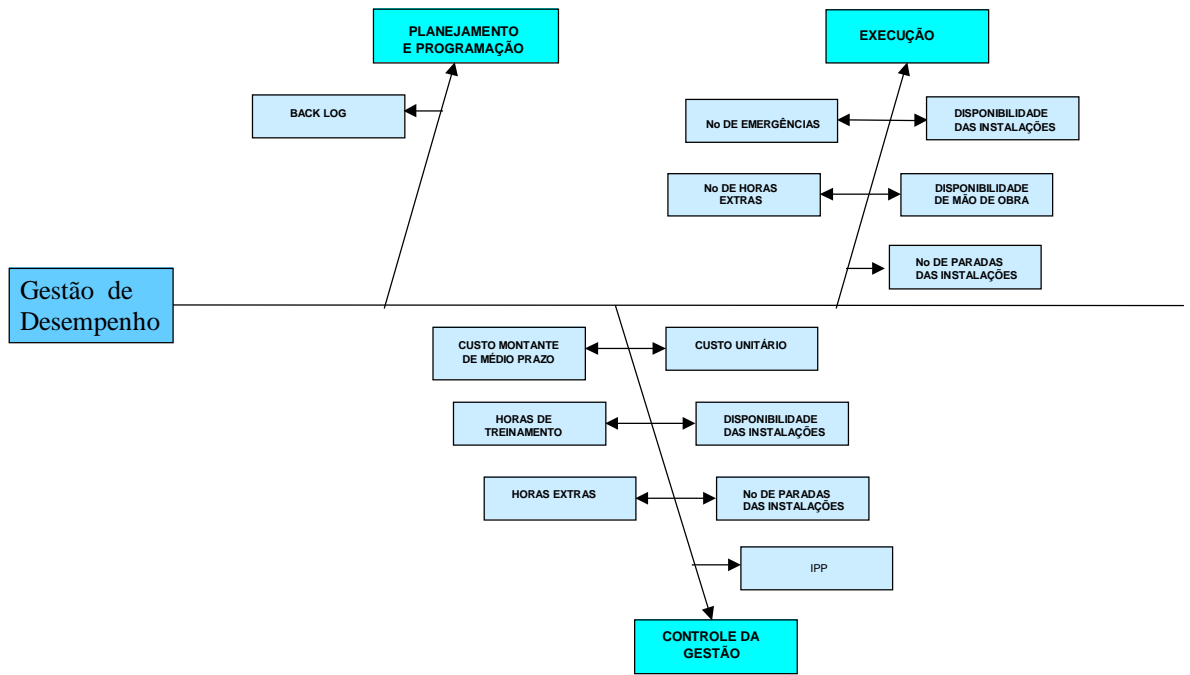 PLANEJAMENTO
E PROGRAMAÇÃO
EXECUÇÃO
BACK LOG
No DE EMERGÊNCIAS
DISPONIBILIDADE
DAS INSTALAÇÕES
No DE HORAS
EXTRAS
DISPONIBILIDADE
DE MÃO DE OBRA
No DE PARADAS
DAS INSTALAÇÕES
Gestão de
Desempenho
CUSTO MONTANTE
DE MÉDIO PRAZO
CUSTO UNITÁRIO
HORAS DE
TREINAMENTO
DISPONIBILIDADE
DAS INSTALAÇÕES
HORAS EXTRAS
No DE PARADAS
DAS INSTALAÇÕES
IPP
CONTROLE DA
GESTÃO